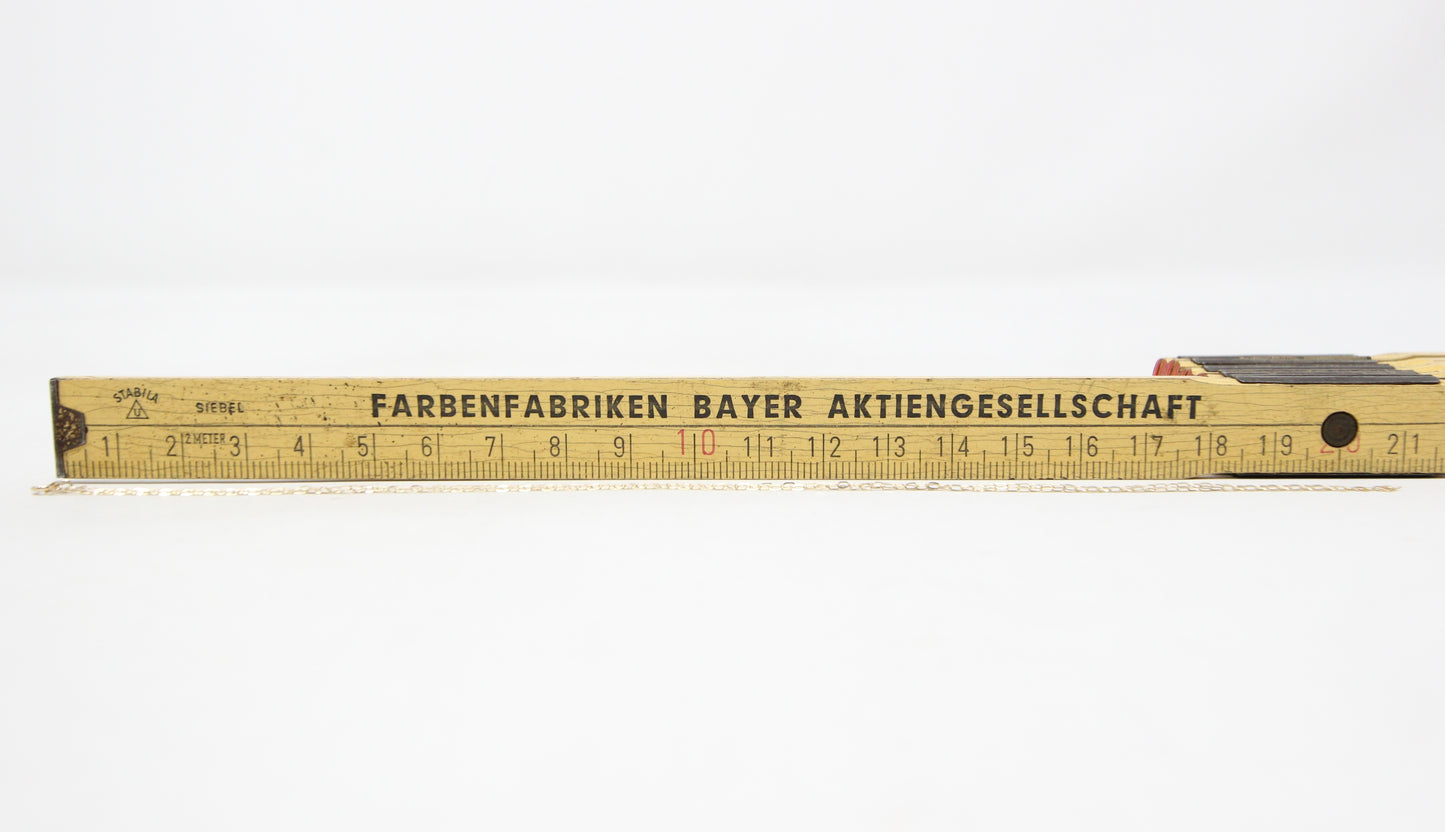 STABILA
U
SIEBEL
FARBENFABRIKEN BAYER AKTIENGESELLSCHAFT
1 2 2 METER 3 4 5 6 7 8 9 10 11 12 13 14 15 16 17 18 19 20 21